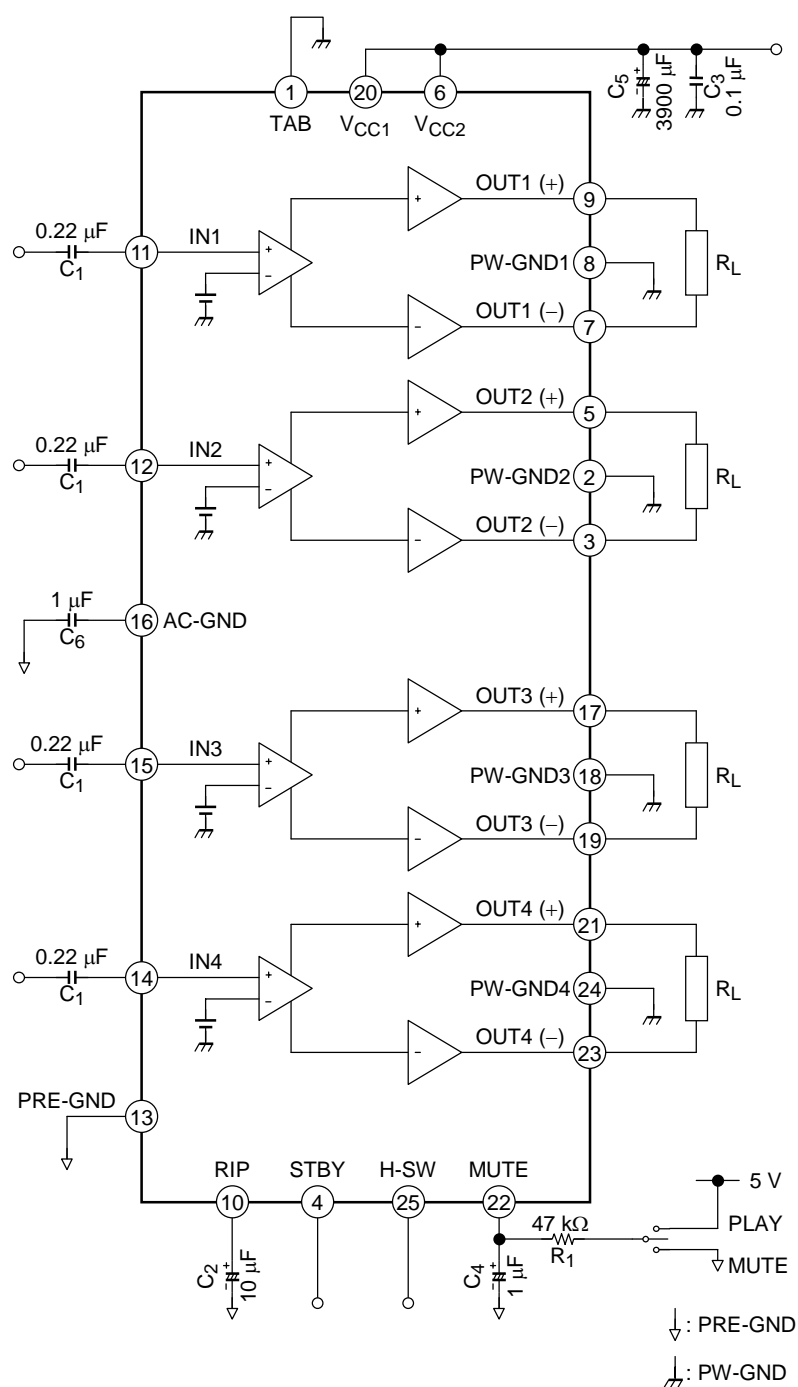 1
20
6
TAB
VCC1
VCC2
C5
3900 µF
C3
0.1 µF
0.22 µF
C1
11
IN1
OUT1 (+)
9
PW-GND1
8
RL
OUT1 (−)
7
0.22 µF
C1
12
IN2
OUT2 (+)
5
PW-GND2
2
RL
OUT2 (−)
3
1 µF
C6
16
AC-GND
0.22 µF
C1
15
IN3
OUT3 (+)
17
PW-GND3
18
RL
OUT3 (−)
19
0.22 µF
C1
14
IN4
OUT4 (+)
21
PW-GND4
24
RL
OUT4 (−)
23
PRE-GND
13
RIP
STBY
H-SW
MUTE
10
4
25
22
C2
10 µF
C4
1 µF
47 kΩ
R1
5 V
PLAY
MUTE
: PRE-GND
: PW-GND